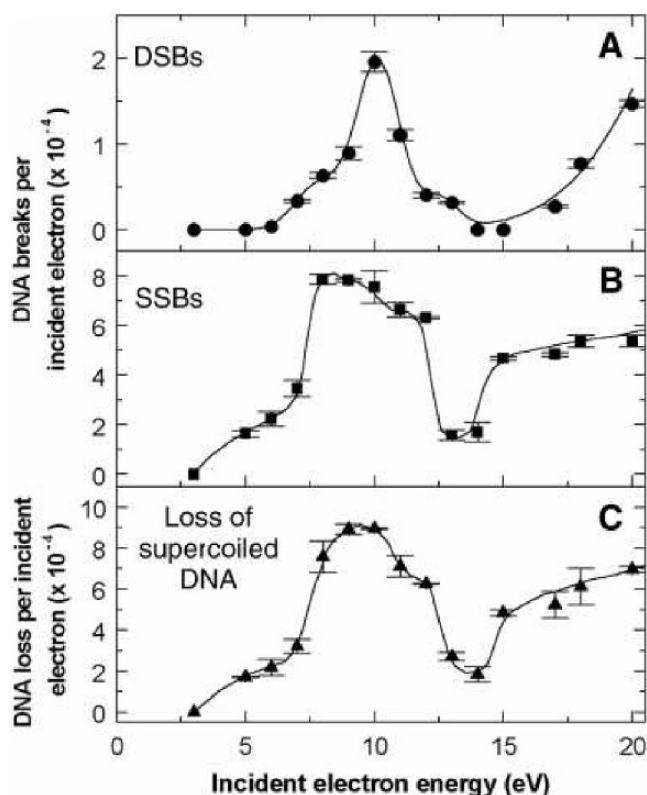 DSBs
A
2
1
0
DNA breaks per
incident electron (x 10⁻⁴)
SSBs
B
8
6
4
2
0
Loss of
supercoiled
DNA
C
10
8
6
4
2
0
DNA loss per incident
electron (x 10⁻⁴)
0 5 10 15 20
Incident electron energy (eV)